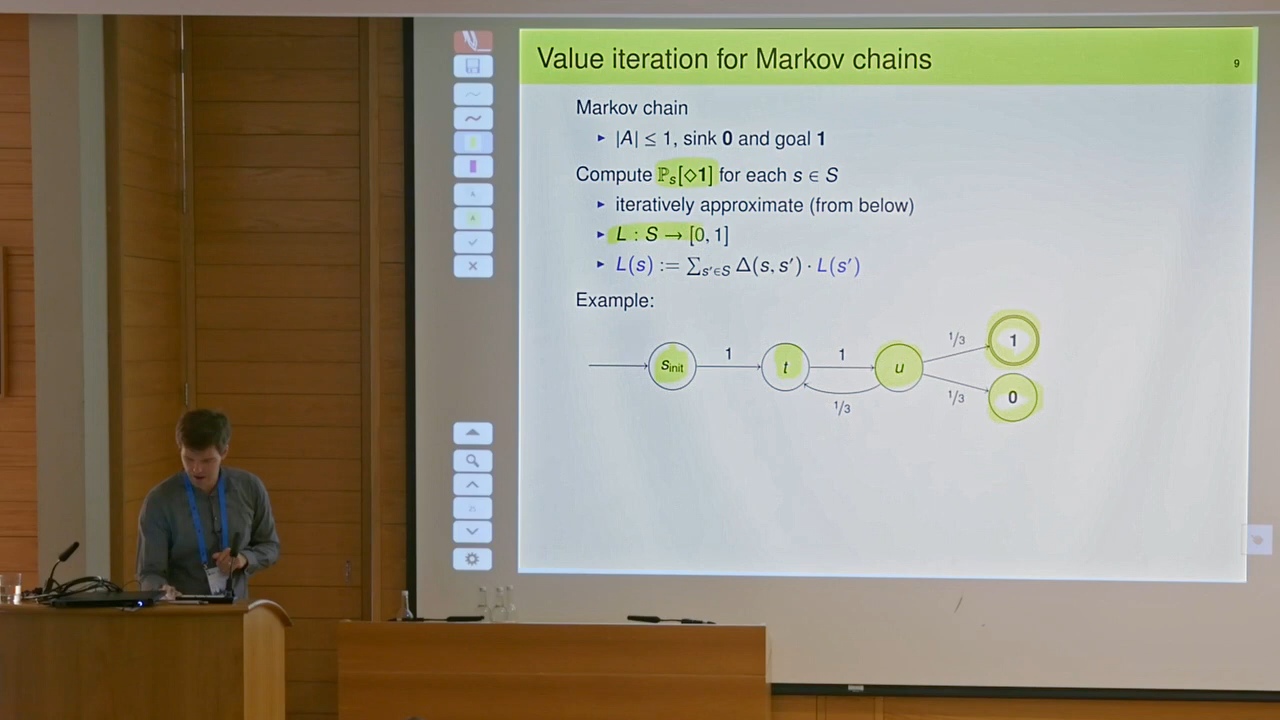 Value iteration for Markov chains
9
Markov chain
▸ |A| ≤ 1, sink 0 and goal 1
Compute ℙₛ[◇1] for each s ∈ S
▸ iteratively approximate (from below)
▸ L : S → [0, 1]
▸ L(s) := ∑ₛ′∈S Δ(s, s′) · L(s′)
Example:
1/3
1
1
1
s_init
t
u
1/3
1/3
0